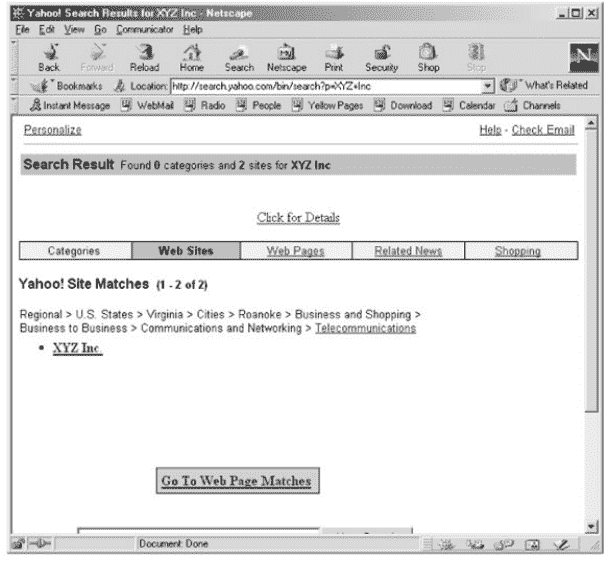 Yahoo! Search Results for XYZ Inc - Netscape
File Edit View Go Communicator Help
N
Back Forward Reload Home Search Netscape Print Security Shop Stop
Bookmarks Location: http://search.yahoo.com/bin/search?p=XYZ+Inc What's Related
Instant Message WebMail Radio People Yellow Pages Download Calendar Channels
Personalize Help - Check Email
Search Result Found 0 categories and 2 sites for XYZ Inc
Click for Details
Categories Web Sites Web Pages Related News Shopping
Yahoo! Site Matches (1 - 2 of 2)
Regional > U.S. States > Virginia > Cities > Roanoke > Business and Shopping >
Business to Business > Communications and Networking > Telecommunications
• XYZ Inc.
Go To Web Page Matches
Document: Done